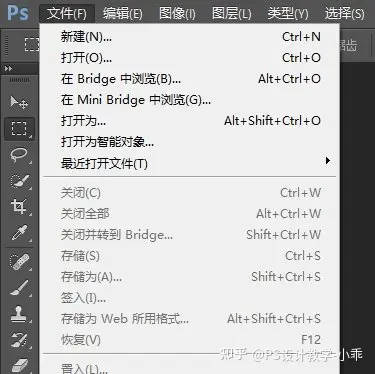 Ps 文件(F) 编辑(E) 图像(I) 图层(L) 类型(Y) 选择(S)
新建(N)... Ctrl+N
打开(O)... Ctrl+O
在 Bridge 中浏览(B)... Alt+Ctrl+O
在 Mini Bridge 中浏览(G)...
打开为... Alt+Shift+Ctrl+O
打开为智能对象...
最近打开文件(T)
关闭(C) Ctrl+W
关闭全部 Alt+Ctrl+W
关闭并转到 Bridge... Shift+Ctrl+W
存储(S) Ctrl+S
存储为(A)... Shift+Ctrl+S
签入(I)...
存储为 Web 所用格式... Alt+Shift+Ctrl+S
恢复(V) F12
置入(L)...
锯齿
知乎 @PS设计教学-小乖